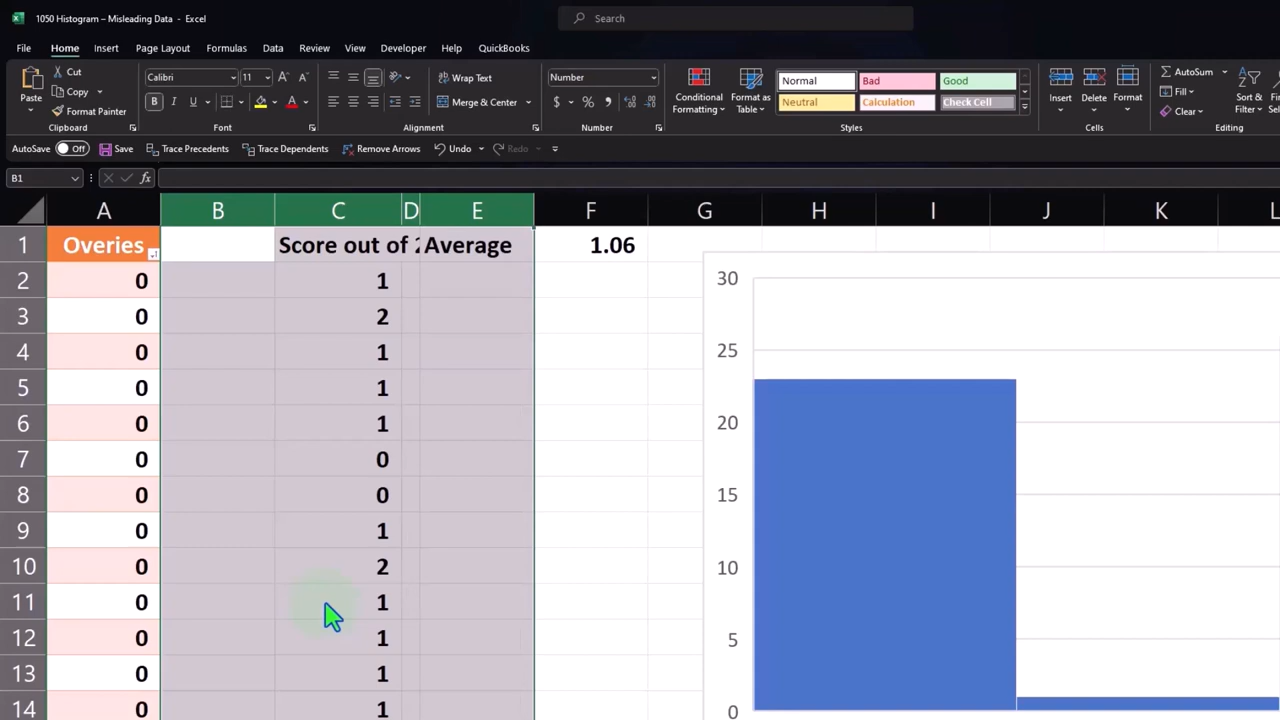 1050 Histogram – Misleading Data - Excel
Search
File Home Insert Page Layout Formulas Data Developer Review View Help QuickBooks
Paste
Cut
Copy
Format Painter
Clipboard
Calibri 11
B I U
Font
Wrap Text
Merge & Center
Alignment
Number
$ % ,
Number
Conditional Formatting
Format as Table
Normal Bad Good
Neutral Calculation Check Cell
Styles
Insert Delete Format
Cells
AutoSum
Fill
Clear
Sort &
Filter
Editing
AutoSave Off Save Trace Precedents Trace Dependents Remove Arrows Undo Redo
B1 fx
A B C D E F G H I J K L
1 Overies Score out of Average 1.06
2 0 1
3 0 2
4 0 1
5 0 1
6 0 1
7 0 0
8 0 0
9 0 1
10 0 2
11 0 1
12 0 1
13 0 1
14 0 1
30
25
20
15
10
5
0